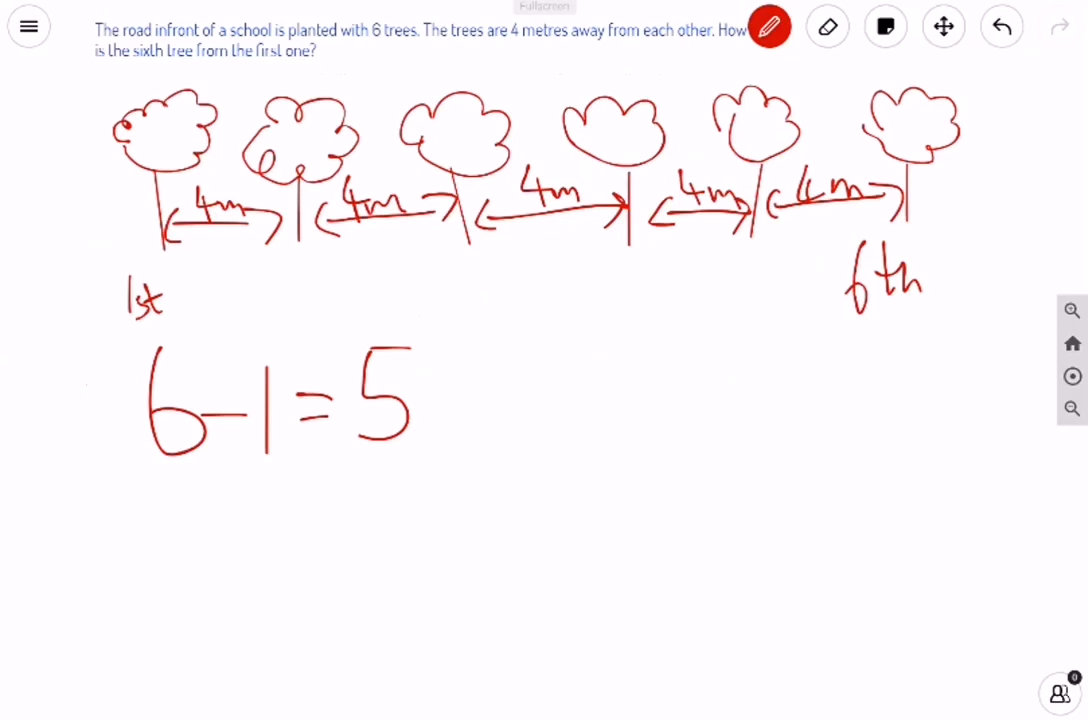 Fullscreen
The road infront of a school is planted with 6 trees. The trees are 4 metres away from each other. How
is the sixth tree from the first one?
4m 4m 4m 4m 4m
1st 6th
6-1=5
0